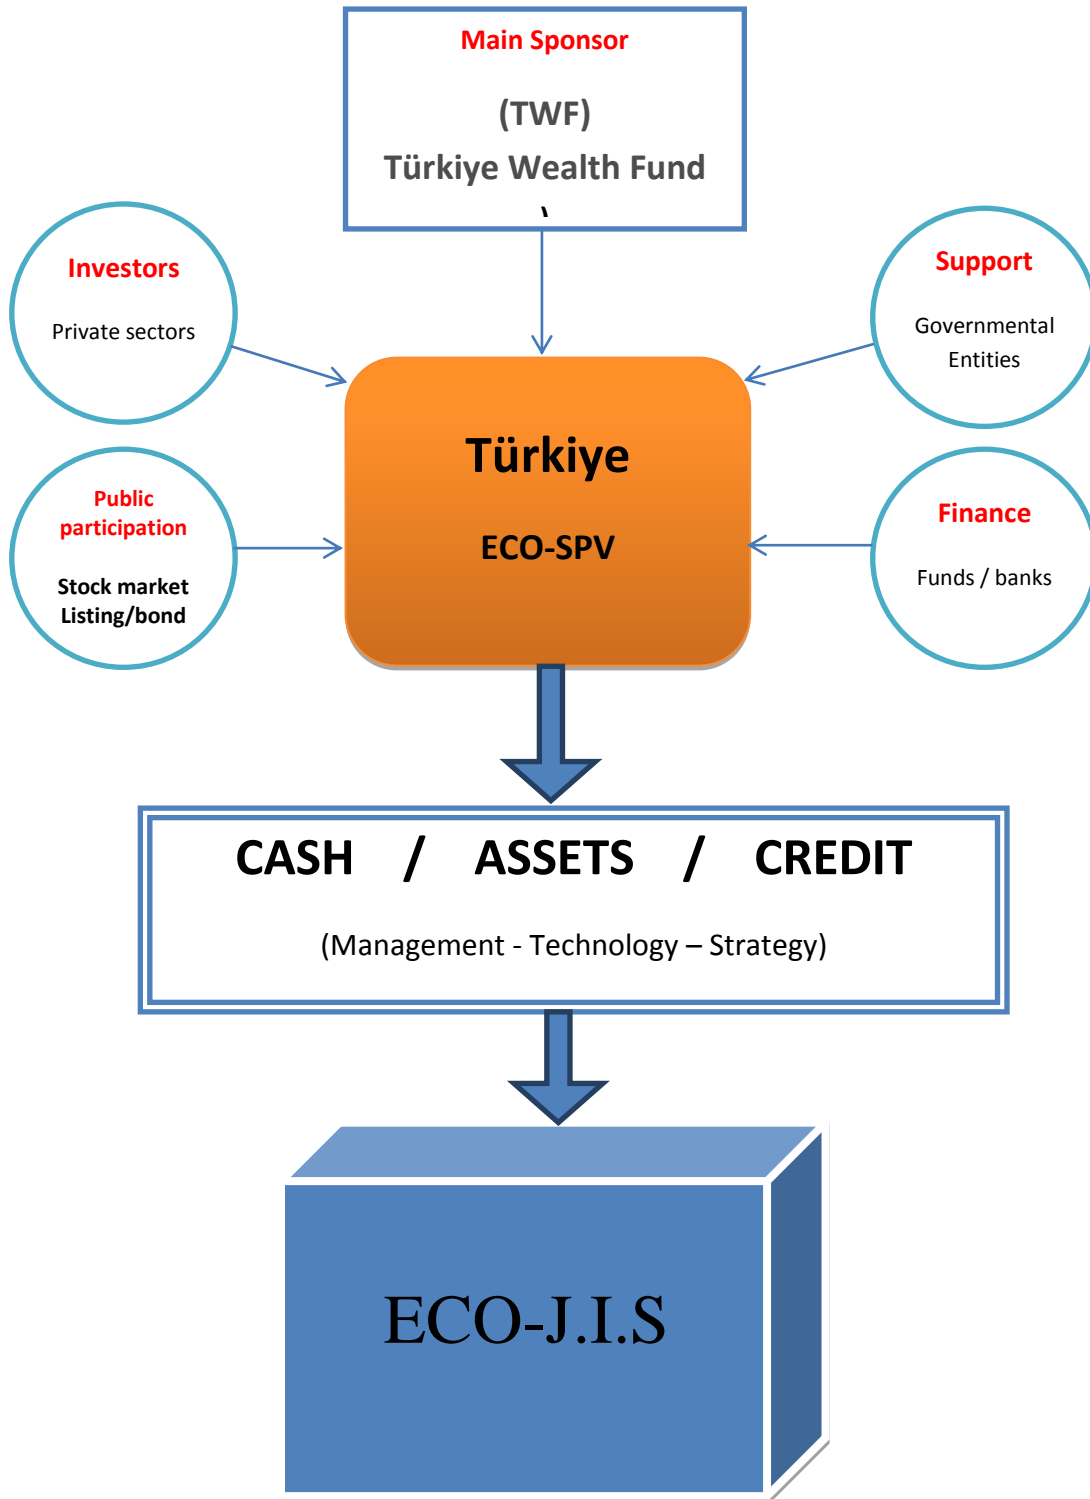 Main Sponsor
(TWF)
Türkiye Wealth Fund
\
Investors
Private sectors
Support
Governmental
Entities
Türkiye
ECO-SPV
Public
participation
Stock market
Listing/bond
Finance
Funds / banks
CASH / ASSETS / CREDIT
(Management - Technology – Strategy)
ECO-J.I.S